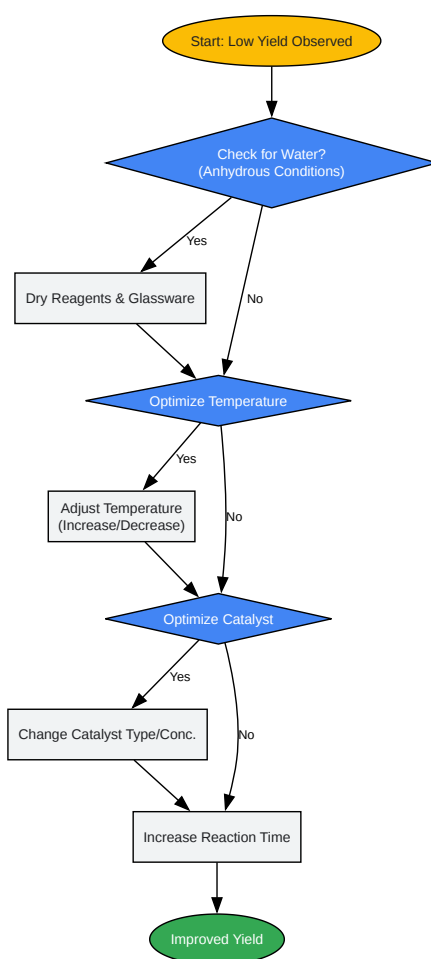 Start: Low Yield Observed
Check for Water?
(Anhydrous Conditions)
Yes
No
Dry Reagents & Glassware
Optimize Temperature
Yes
No
Adjust Temperature
(Increase/Decrease)
Optimize Catalyst
Yes
No
Change Catalyst Type/Conc.
Increase Reaction Time
Improved Yield